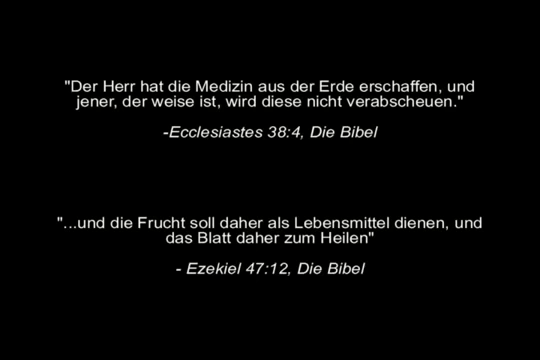 "Der Herr hat die Medizin aus der Erde erschaffen, und
jener, der weise ist, wird diese nicht verabscheuen."
-Ecclesiastes 38:4, Die Bibel
"...und die Frucht soll daher als Lebensmittel dienen, und
das Blatt daher zum Heilen"
- Ezekiel 47:12, Die Bibel